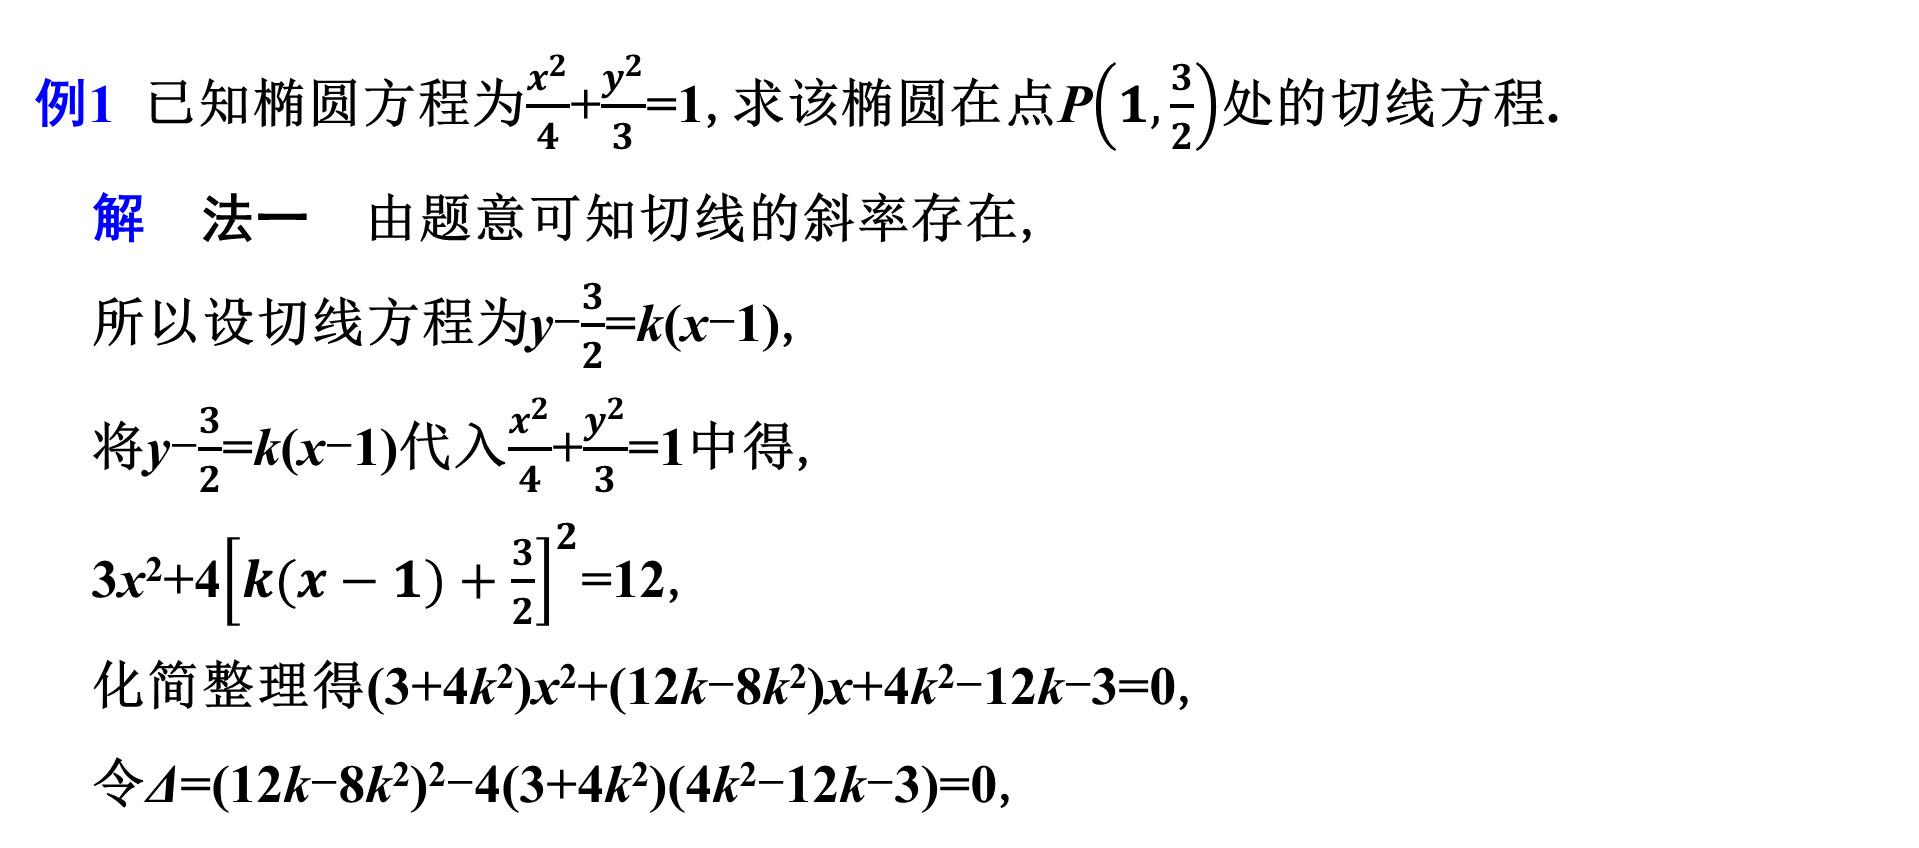 例1 已知椭圆方程为x²/4+y²/3=1, 求该椭圆在点P(1,3/2)处的切线方程.
解 法一 由题意可知切线的斜率存在,
所以设切线方程为y−3/2=k(x−1),
将y−3/2=k(x−1)代入x²/4+y²/3=1中得,
3x²+4[k(x − 1) + 3/2]²=12,
化简整理得(3+4k²)x²+(12k−8k²)x+4k²−12k−3=0,
令Δ=(12k−8k²)²−4(3+4k²)(4k²−12k−3)=0,